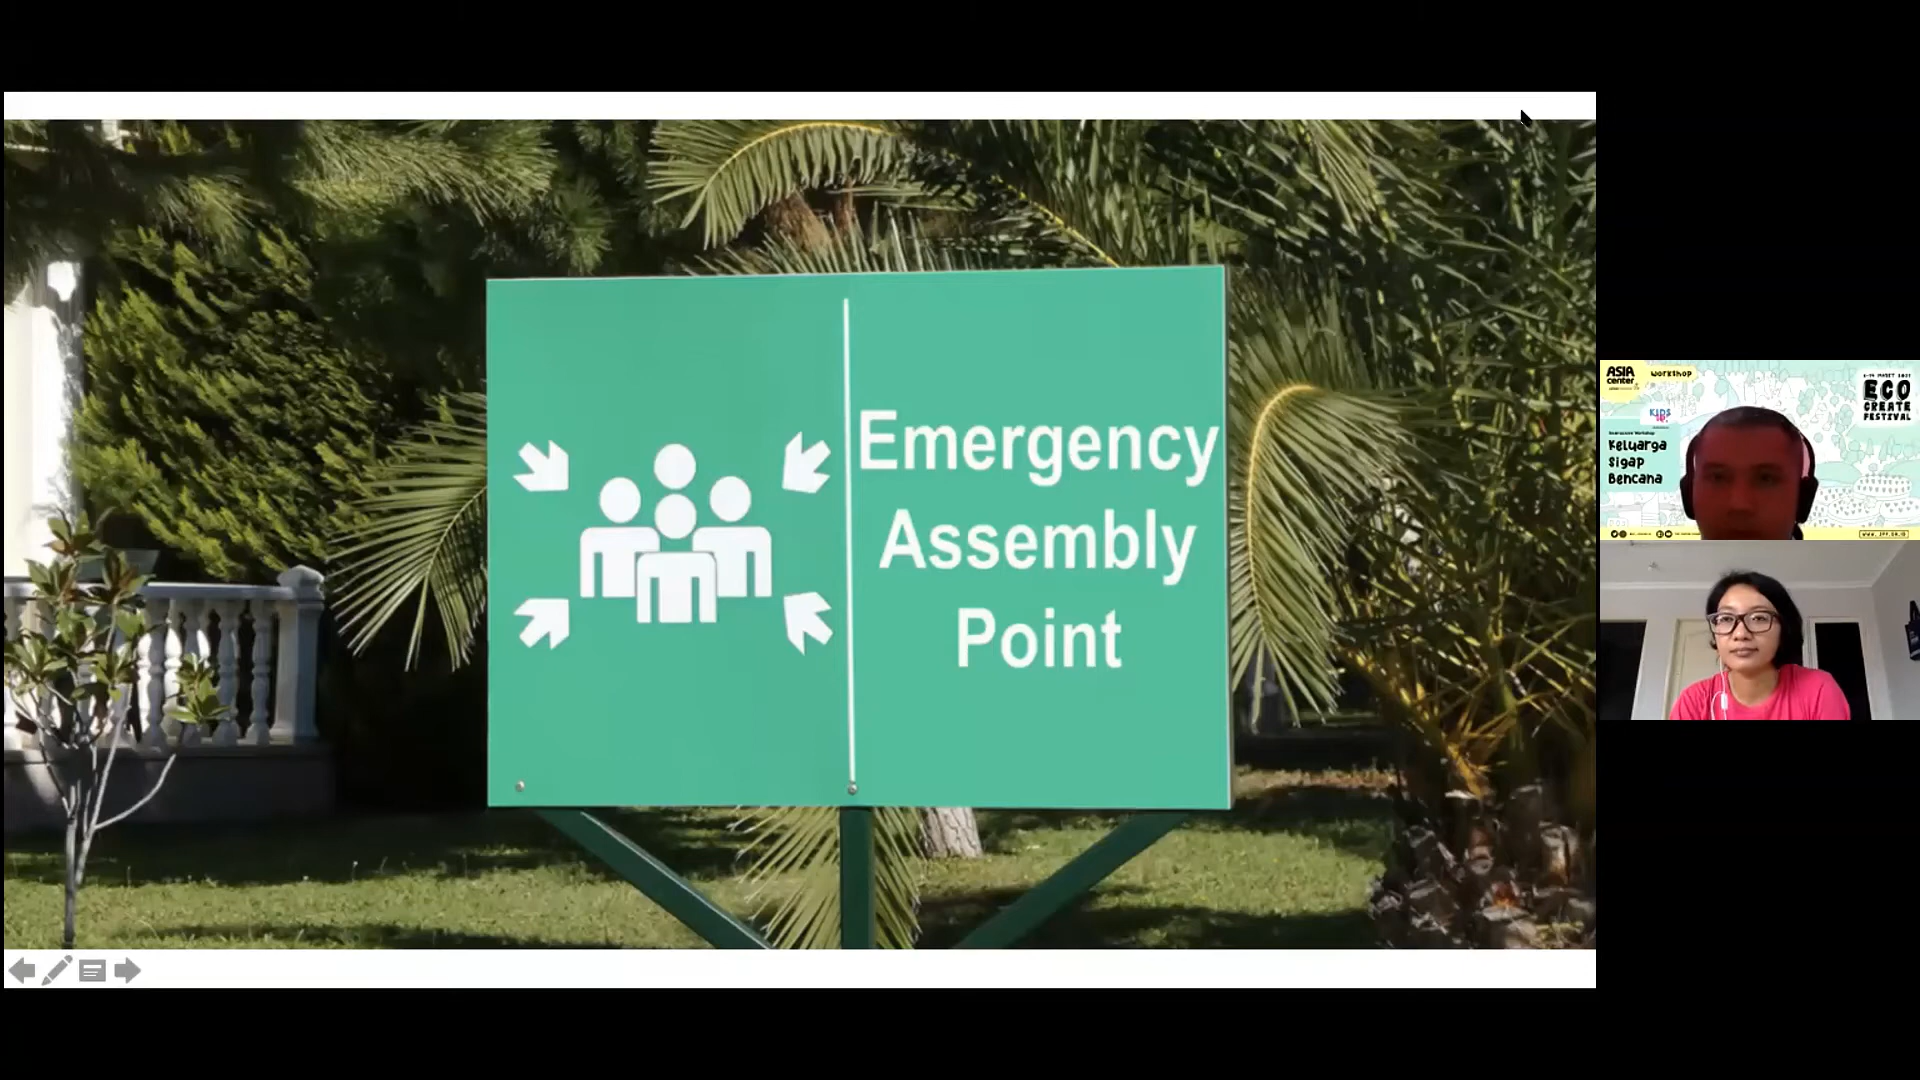 Emergency
Assembly
Point
ASIA
center
workshop
KIDS
Keluarga
Sigap
Bencana
ECO
CREATE
FESTIVAL